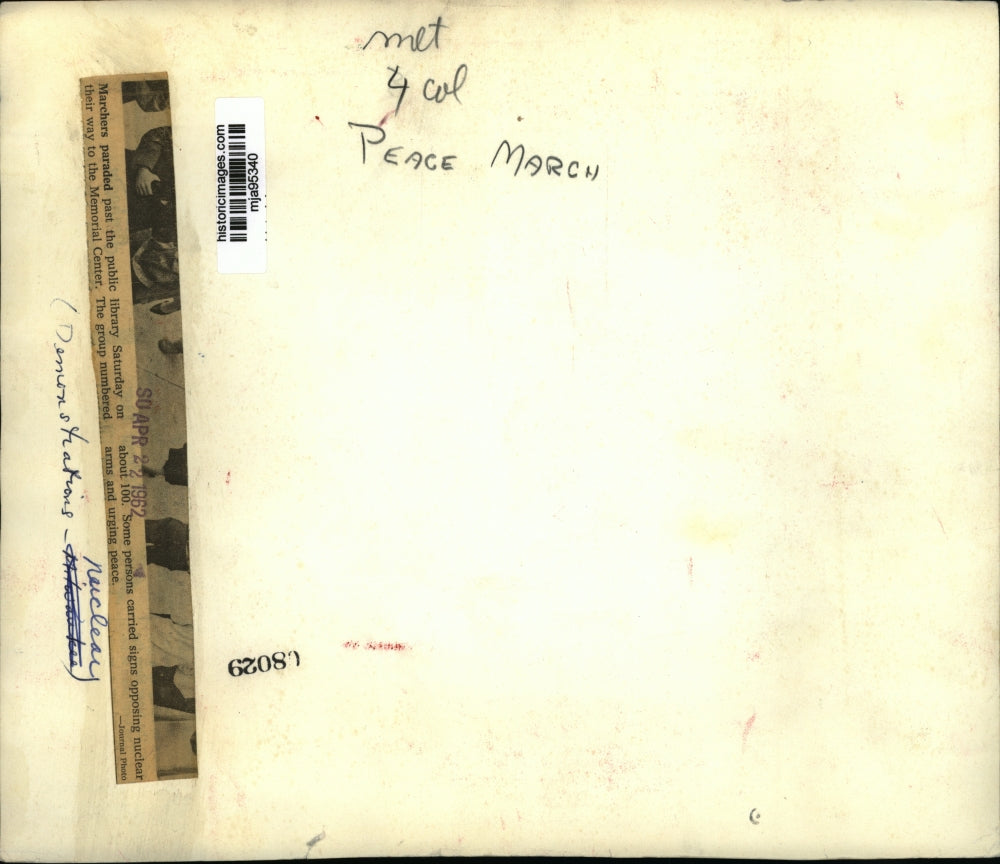 met
4 col
PEACE MARCH
historicimages.com
mja95340
Marchers paraded past the public library Saturday on
their way to the Memorial Center. The group numbered
about 100. Some persons carried signs opposing nuclear
arms and urging peace.
—Journal Photo
SU APR 22 1962
(Demonstrations -
nuclear)
08029